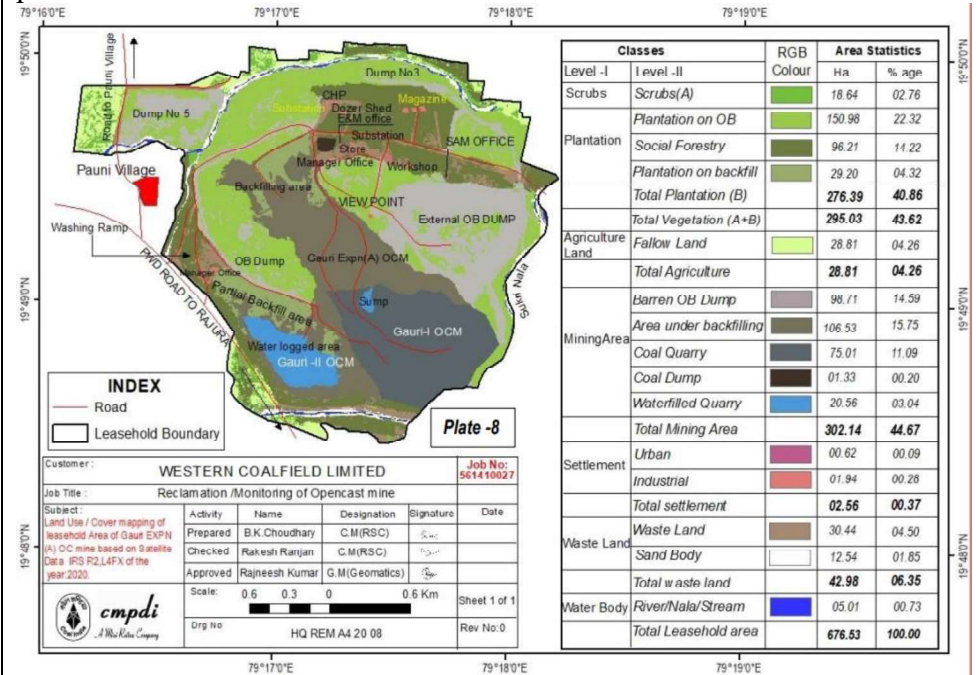 79°16'0"E 79°17'0"E 79°18'0"E 79°19'0"E
19°50'0"N
19°49'0"N
19°48'0"N
Road to Pauni Village
Dump No 5
Dump No3
CHP
Substation
Dozer Shed
Magazine
E&M office
Substation
Store
SAM OFFICE
Manager Office
Workshop
Pauni Village
Backfilling area
VIEW POINT
External OB DUMP
Washing Ramp
OB Dump
Gauri Expn(A) OCM
Manager Office
PWD ROAD TO RAJURA
Partial Backfill area
Sump
Gauri-I OCM
Water logged area
Gauri -II OCM
INDEX
Road
Leasehold Boundary
Plate -8
Customer :
WESTERN COALFIELD LIMITED
Job No:
561410027
Job Title :
Reclamation /Monitoring of Opencast mine
Subject :
Land Use / Cover mapping of
leasehold Area of Gauri EXPN
(A) OC mine based on Satellite
Data IRS R2,L4FX of the
year:2020.
Activity Name Designation Signature Date
Prepared B.K.Choudhary C.M(RSC)
Checked Rakesh Ranjan C.M(RSC)
Approved Rajneesh Kumar G.M(Geomatics)
cmpdi
A Mini Ratna Company
Scale:
0.6 0.3 0 0.6 Km
Sheet 1 of 1
Drg No
HQ REM A4 20 08
Rev No:0
Classes RGB Colour Area Statistics
Level -I Level -II Ha % age
Scrubs Scrubs(A) 18.64 02.76
Plantation Plantation on OB 150.98 22.32
Social Forestry 96.21 14.22
Plantation on backfill 29.20 04.32
Total Plantation (B) 276.39 40.86
Total Vegetation (A+B) 295.03 43.62
Agriculture Land Fallow Land 28.81 04.26
Total Agriculture 28.81 04.26
MiningArea Barren OB Dump 98.71 14.59
Area under backfilling 106.53 15.75
Coal Quarry 75.01 11.09
Coal Dump 01.33 00.20
Waterfilled Quarry 20.56 03.04
Total Mining Area 302.14 44.67
Settlement Urban 00.62 00.09
Industrial 01.94 00.28
Total settlement 02.56 00.37
Waste Land Waste Land 30.44 04.50
Sand Body 12.54 01.85
Total waste land 42.98 06.35
Water Body River/Nala/Stream 05.01 00.73
Total Leasehold area 676.53 100.00
19°50'0"N
19°49'0"N
19°48'0"N
79°17'0"E 79°18'0"E 79°19'0"E